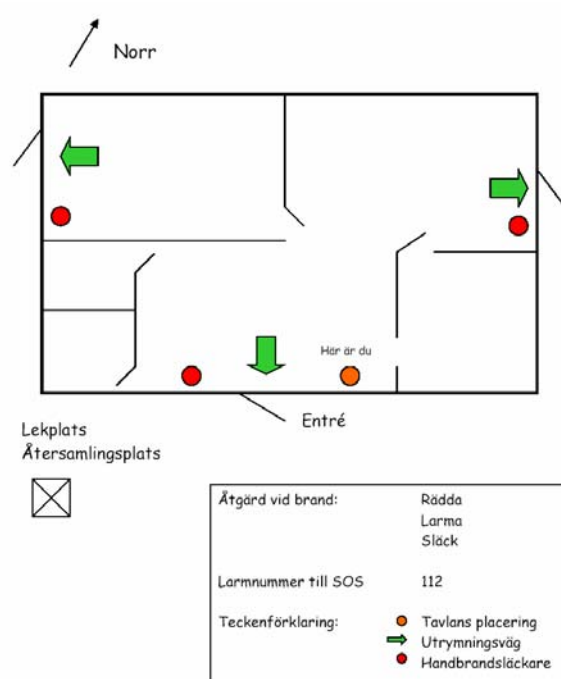 Norr
Här är du
Entré
Lekplats
Återsamlingsplats
Åtgärd vid brand: Rädda
Larma
Släck
Larmnummer till SOS 112
Teckenförklaring: Tavlans placering
Utrymningsväg
Handbrandsläckare